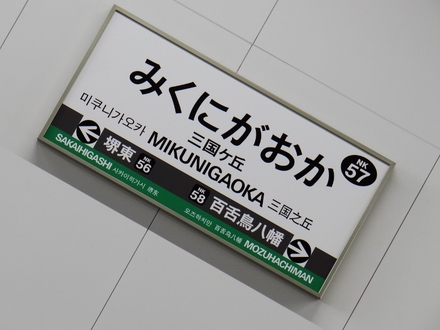 みくにがおか
NK
57
미쿠니가오카 三国ケ丘
MIKUNIGAOKA 三国之丘
堺東 NK 56
NK 58 百舌鳥八幡
SAKAIHIGASHI 사카이히가시 堺东
모즈하치만 百舌鸟八幡 MOZUHACHIMAN